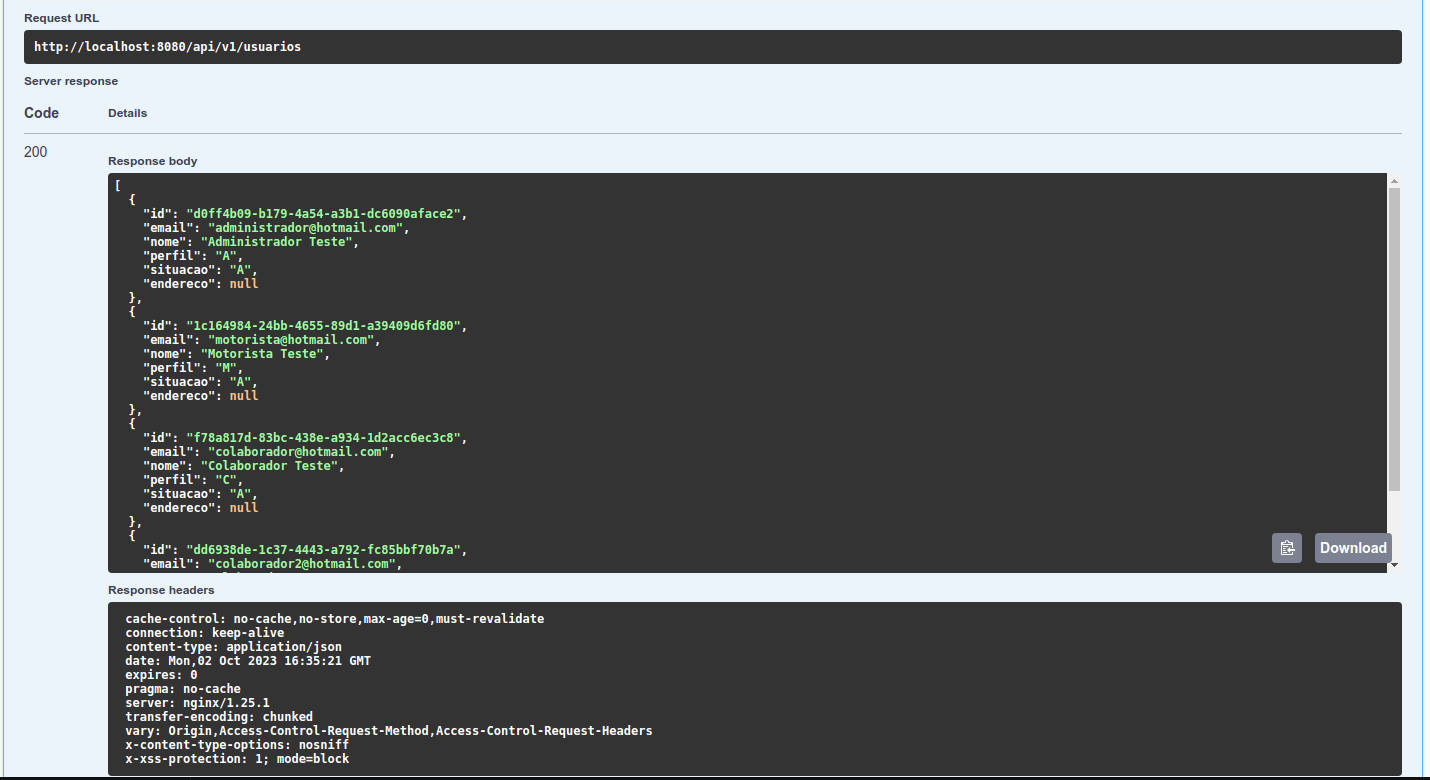 Request URL
http://localhost:8080/api/v1/usuarios
Server response
Code Details
200
Response body
[
  {
    "id": "d0ff4b09-b179-4a54-a3b1-dc6090aface2",
    "email": "administrador@hotmail.com",
    "nome": "Administrador Teste",
    "perfil": "A",
    "situacao": "A",
    "endereco": null
  },
  {
    "id": "1c164984-24bb-4655-89d1-a39409d6fd80",
    "email": "motorista@hotmail.com",
    "nome": "Motorista Teste",
    "perfil": "M",
    "situacao": "A",
    "endereco": null
  },
  {
    "id": "f78a817d-83bc-438e-a934-1d2acc6ec3c8",
    "email": "colaborador@hotmail.com",
    "nome": "Colaborador Teste",
    "perfil": "C",
    "situacao": "A",
    "endereco": null
  },
  {
    "id": "dd6938de-1c37-4443-a792-fc85bbf70b7a",
    "email": "colaborador2@hotmail.com",
Download
Response headers
cache-control: no-cache,no-store,max-age=0,must-revalidate
connection: keep-alive
content-type: application/json
date: Mon,02 Oct 2023 16:35:21 GMT
expires: 0
pragma: no-cache
server: nginx/1.25.1
transfer-encoding: chunked
vary: Origin,Access-Control-Request-Method,Access-Control-Request-Headers
x-content-type-options: nosniff
x-xss-protection: 1; mode=block